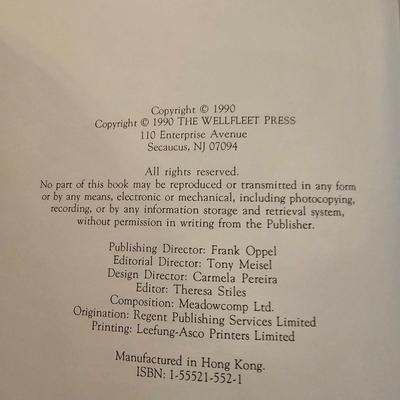 Copyright © 1990
Copyright © 1990 THE WELLFLEET PRESS
110 Enterprise Avenue
Secaucus, NJ 07094
All rights reserved.
No part of this book may be reproduced or transmitted in any form
or by any means, electronic or mechanical, including photocopying,
recording, or by any information storage and retrieval system,
without permission in writing from the Publisher.
Publishing Director: Frank Oppel
Editorial Director: Tony Meisel
Design Director: Carmela Pereira
Editor: Theresa Stiles
Composition: Meadowcomp Ltd.
Origination: Regent Publishing Services Limited
Printing: Leefung-Asco Printers Limited
Manufactured in Hong Kong.
ISBN: 1-55521-552-1